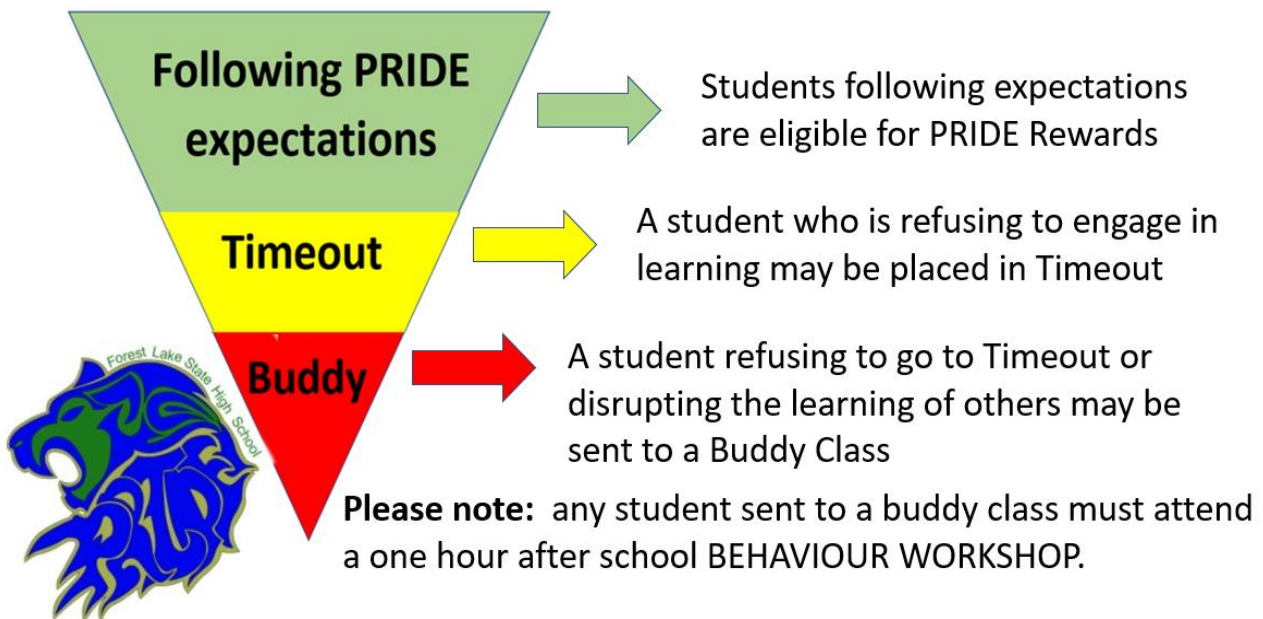 Following PRIDE
expectations
Students following expectations
are eligible for PRIDE Rewards
Timeout
A student who is refusing to engage in
learning may be placed in Timeout
Buddy
A student refusing to go to Timeout or
disrupting the learning of others may be
sent to a Buddy Class
Forest Lake State High School
PRIDE
Please note: any student sent to a buddy class must attend
a one hour after school BEHAVIOUR WORKSHOP.